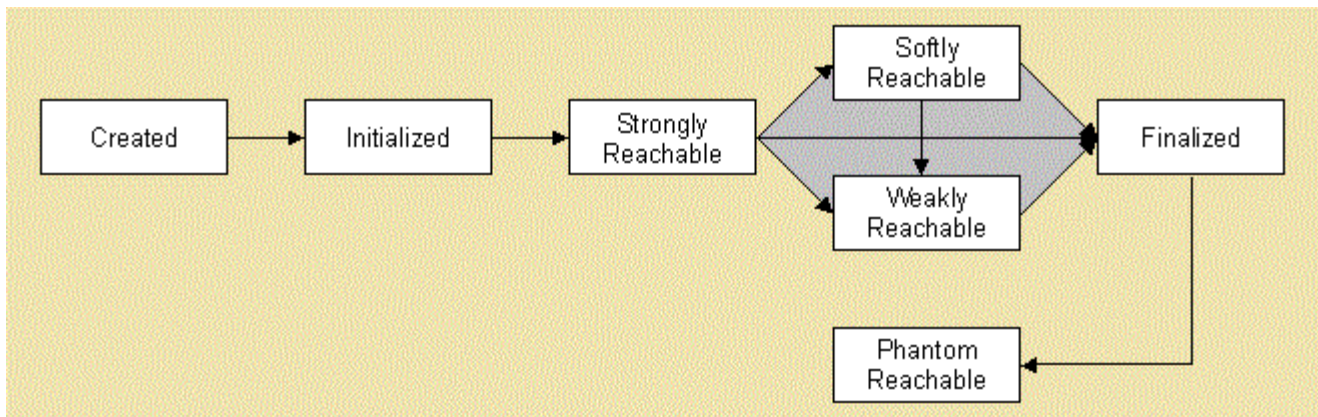 Softly
Reachable
Created
Initialized
Strongly
Reachable
Finalized
Weakly
Reachable
Phantom
Reachable